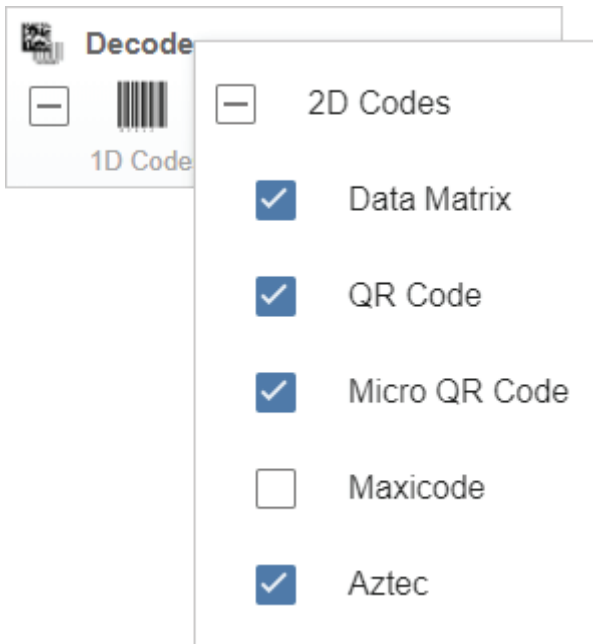 Decode
1D Code
2D Codes
Data Matrix
QR Code
Micro QR Code
Maxicode
Aztec